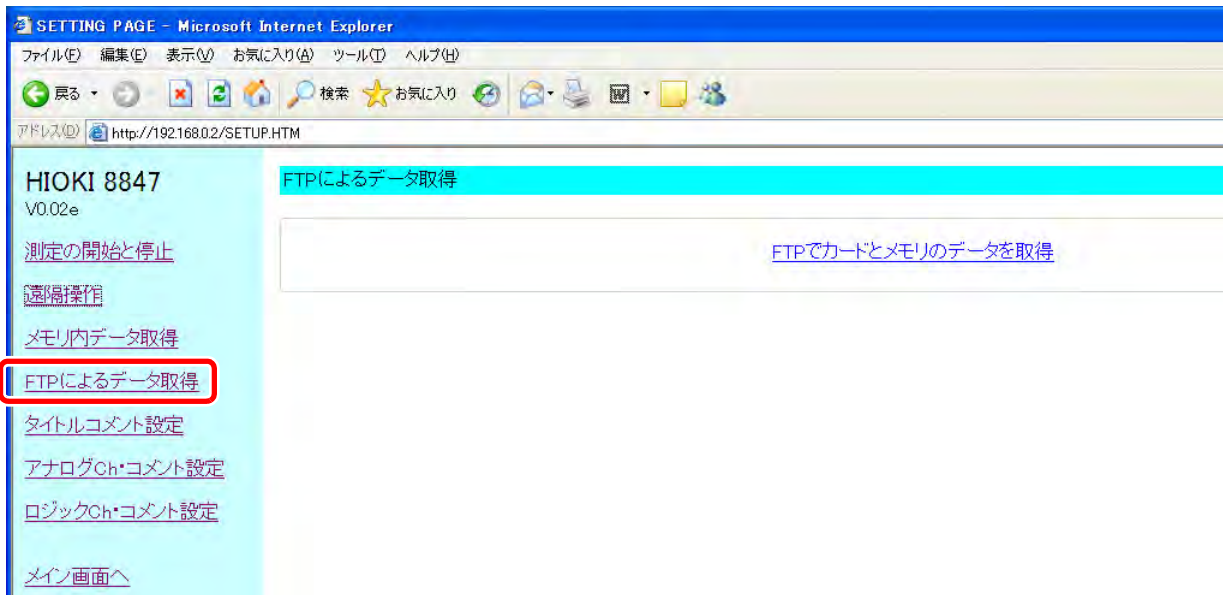 SETTING PAGE - Microsoft Internet Explorer
ファイル(F) 編集(E) 表示(V) お気に入り(A) ツール(T) ヘルプ(H)
戻る 検索 お気に入り W
アドレス(D) http://192.168.0.2/SETUP.HTM
HIOKI 8847
V0.02e
測定の開始と停止
遠隔操作
メモリ内データ取得
FTPによるデータ取得
タイトルコメント設定
アナログCh・コメント設定
ロジックCh・コメント設定
メイン画面へ
FTPによるデータ取得
FTPでカードとメモリのデータを取得